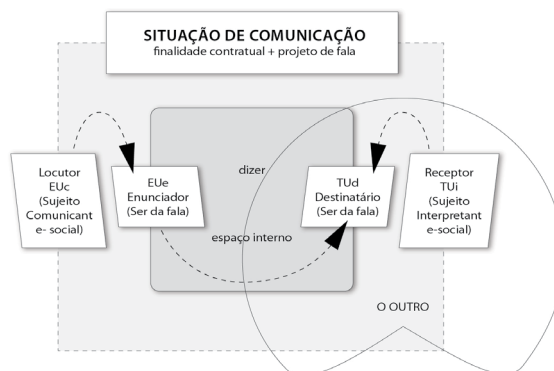 SITUAÇÃO DE COMUNICAÇÃO
finalidade contratual + projeto de fala
Locutor
EUc
(Sujeito
Comunicant
e- social)
EUe
Enunciador
(Ser da fala)
dizer
espaço interno
TUd
Destinatário
(Ser da fala)
Receptor
TUi
(Sujeito
Interpretant
e-social)
O OUTRO